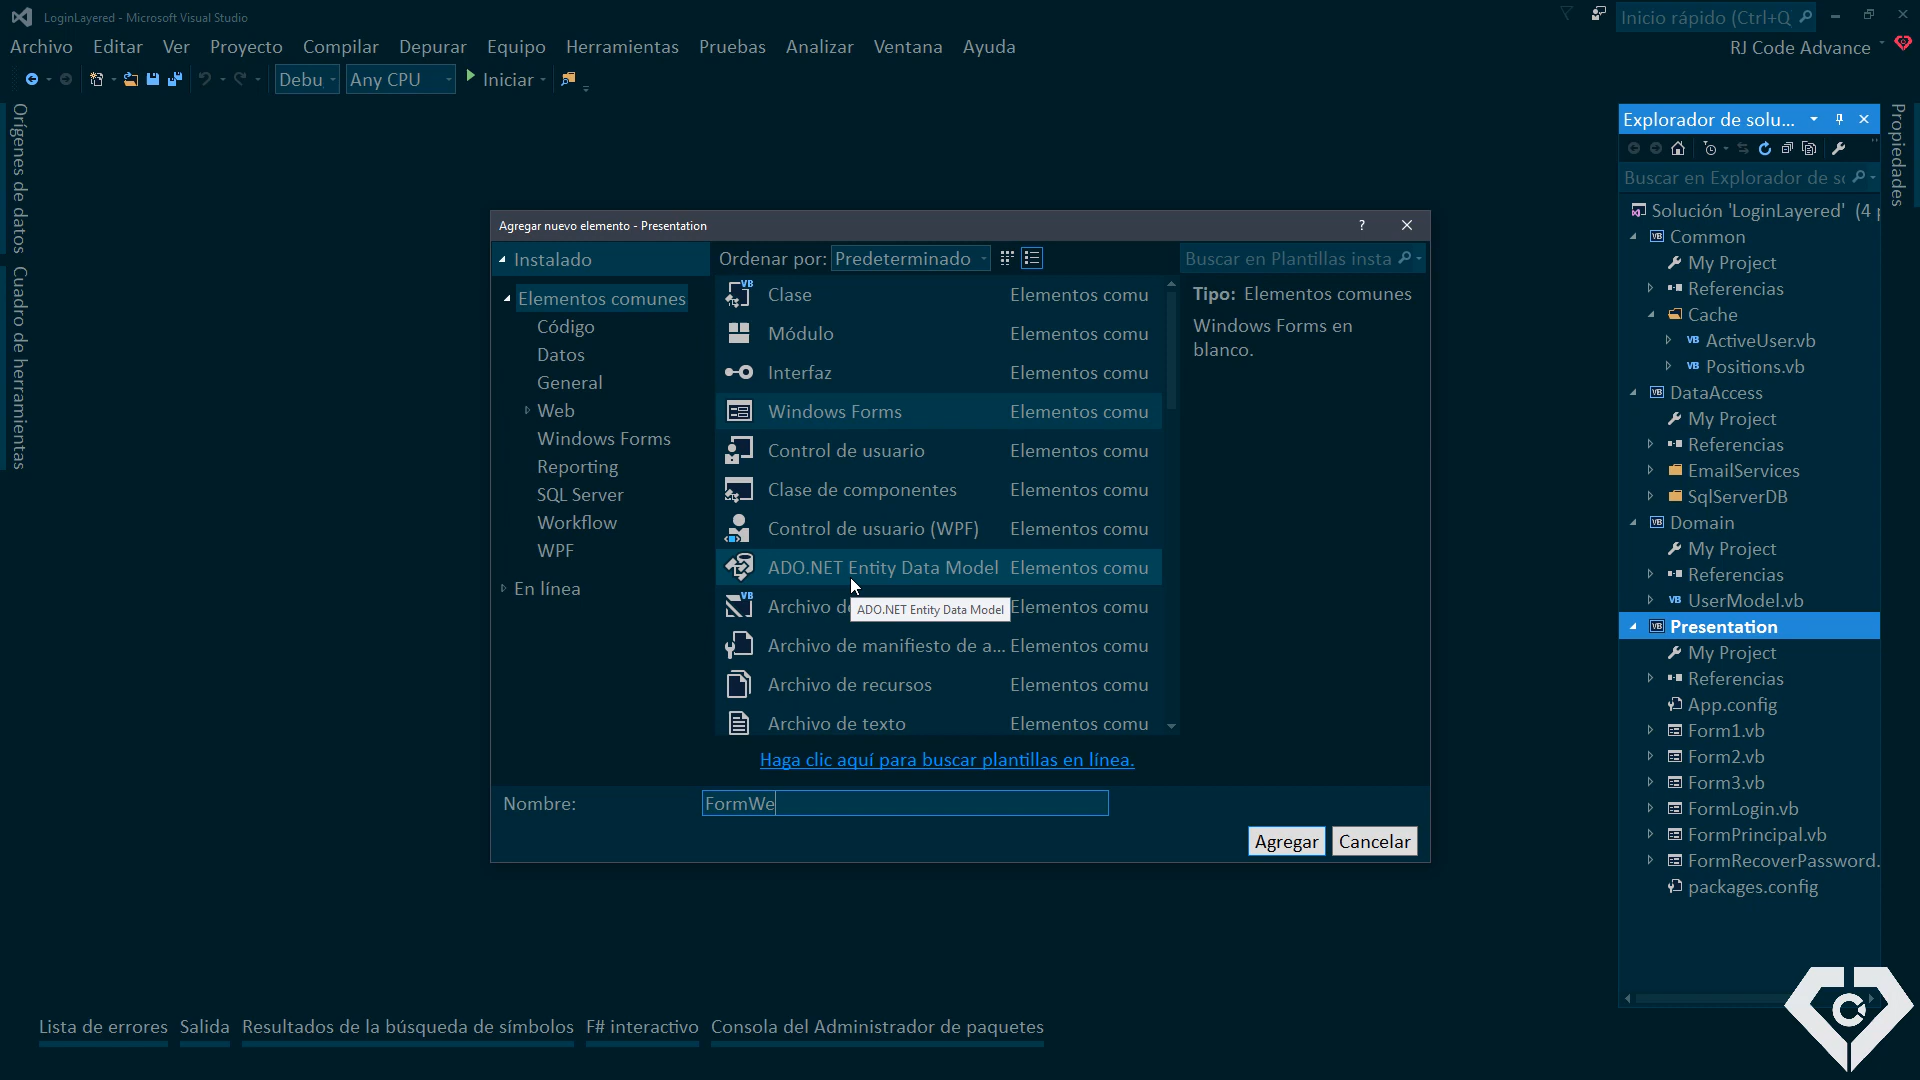 LoginLayered - Microsoft Visual Studio
Inicio rápido (Ctrl+Q
Archivo Editar Ver Proyecto Compilar Depurar Equipo Herramientas Pruebas Analizar Ventana Ayuda
RJ Code Advance
Debu Any CPU Iniciar
Orígenes de datos
Cuadro de herramientas
Agregar nuevo elemento - Presentation
?
Instalado
Elementos comunes
Código
Datos
General
Web
Windows Forms
Reporting
SQL Server
Workflow
WPF
En línea
Ordenar por: Predeterminado
Buscar en Plantillas insta
Clase Elementos comu
Módulo Elementos comu
Interfaz Elementos comu
Windows Forms Elementos comu
Control de usuario Elementos comu
Clase de componentes Elementos comu
Control de usuario (WPF) Elementos comu
ADO.NET Entity Data Model Elementos comu
Archivo d Elementos comu
ADO.NET Entity Data Model
Archivo de manifiesto de a... Elementos comu
Archivo de recursos Elementos comu
Archivo de texto Elementos comu
Haga clic aquí para buscar plantillas en línea.
Tipo: Elementos comunes
Windows Forms en
blanco.
Nombre: FormWe
Agregar Cancelar
Explorador de solu...
Buscar en Explorador de so
Solución 'LoginLayered' (4 p
VB Common
My Project
Referencias
Cache
VB ActiveUser.vb
VB Positions.vb
VB DataAccess
My Project
Referencias
EmailServices
SqlServerDB
VB Domain
My Project
Referencias
VB UserModel.vb
VB Presentation
My Project
Referencias
App.config
Form1.vb
Form2.vb
Form3.vb
FormLogin.vb
FormPrincipal.vb
FormRecoverPassword.
packages.config
Propiedades
Lista de errores Salida Resultados de la búsqueda de símbolos F# interactivo Consola del Administrador de paquetes